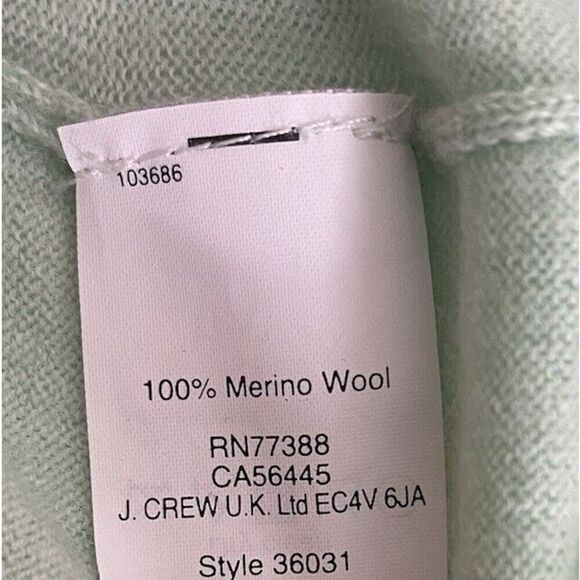 103686
100% Merino Wool
RN77388
CA56445
J. CREW U.K. Ltd EC4V 6JA
Style 36031